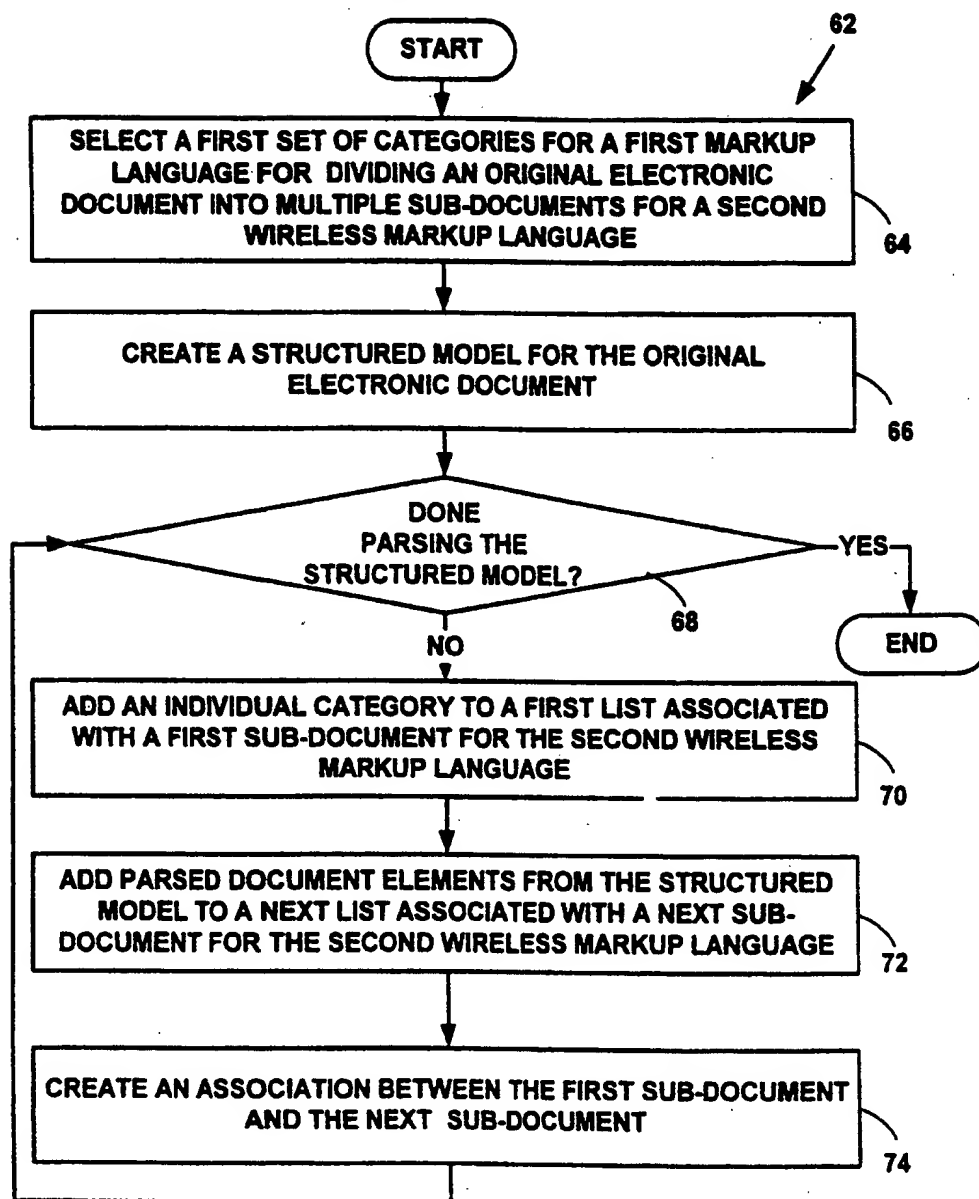 62
START
SELECT A FIRST SET OF CATEGORIES FOR A FIRST MARKUP
LANGUAGE FOR DIVIDING AN ORIGINAL ELECTRONIC
DOCUMENT INTO MULTIPLE SUB-DOCUMENTS FOR A SECOND
WIRELESS MARKUP LANGUAGE
64
CREATE A STRUCTURED MODEL FOR THE ORIGINAL
ELECTRONIC DOCUMENT
66
DONE
PARSING THE
STRUCTURED MODEL?
YES
68
END
NO
ADD AN INDIVIDUAL CATEGORY TO A FIRST LIST ASSOCIATED
WITH A FIRST SUB-DOCUMENT FOR THE SECOND WIRELESS
MARKUP LANGUAGE
70
ADD PARSED DOCUMENT ELEMENTS FROM THE STRUCTURED
MODEL TO A NEXT LIST ASSOCIATED WITH A NEXT SUB-
DOCUMENT FOR THE SECOND WIRELESS MARKUP LANGUAGE
72
CREATE AN ASSOCIATION BETWEEN THE FIRST SUB-DOCUMENT
AND THE NEXT SUB-DOCUMENT
74